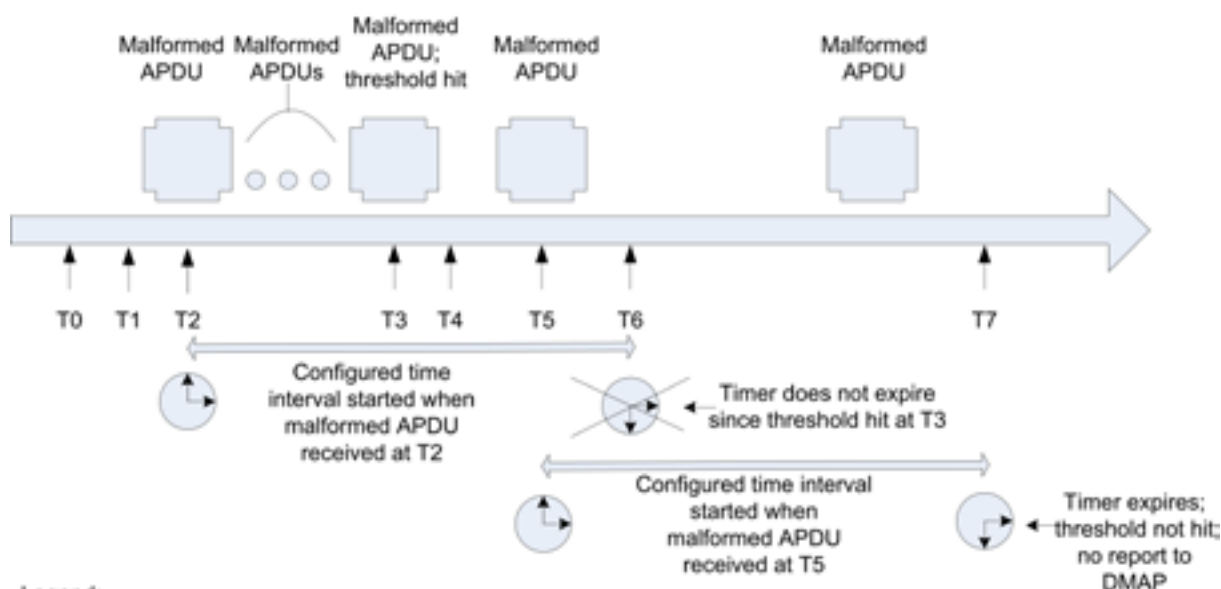 Malformed
APDU
Malformed
APDUs
Malformed
APDU;
threshold hit
Malformed
APDU
Malformed
APDU
T0
T1
T2
T3
T4
T5
T6
T7
Configured time
interval started when
malformed APDU
received at T2
Timer does not expire
since threshold hit at T3
Configured time interval
started when
malformed APDU
received at T5
Timer expires;
threshold not hit;
no report to
DMAP